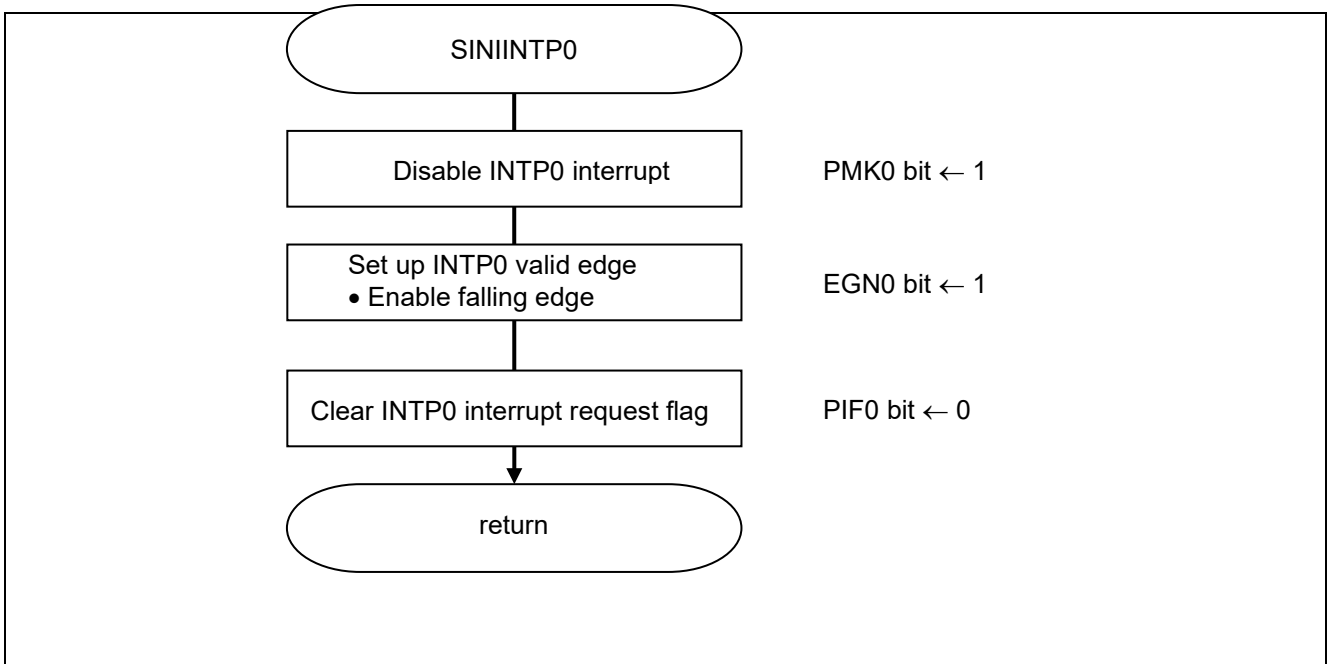 SINIINTP0
Disable INTP0 interrupt
PMK0 bit ← 1
Set up INTP0 valid edge
• Enable falling edge
EGN0 bit ← 1
Clear INTP0 interrupt request flag
PIF0 bit ← 0
return